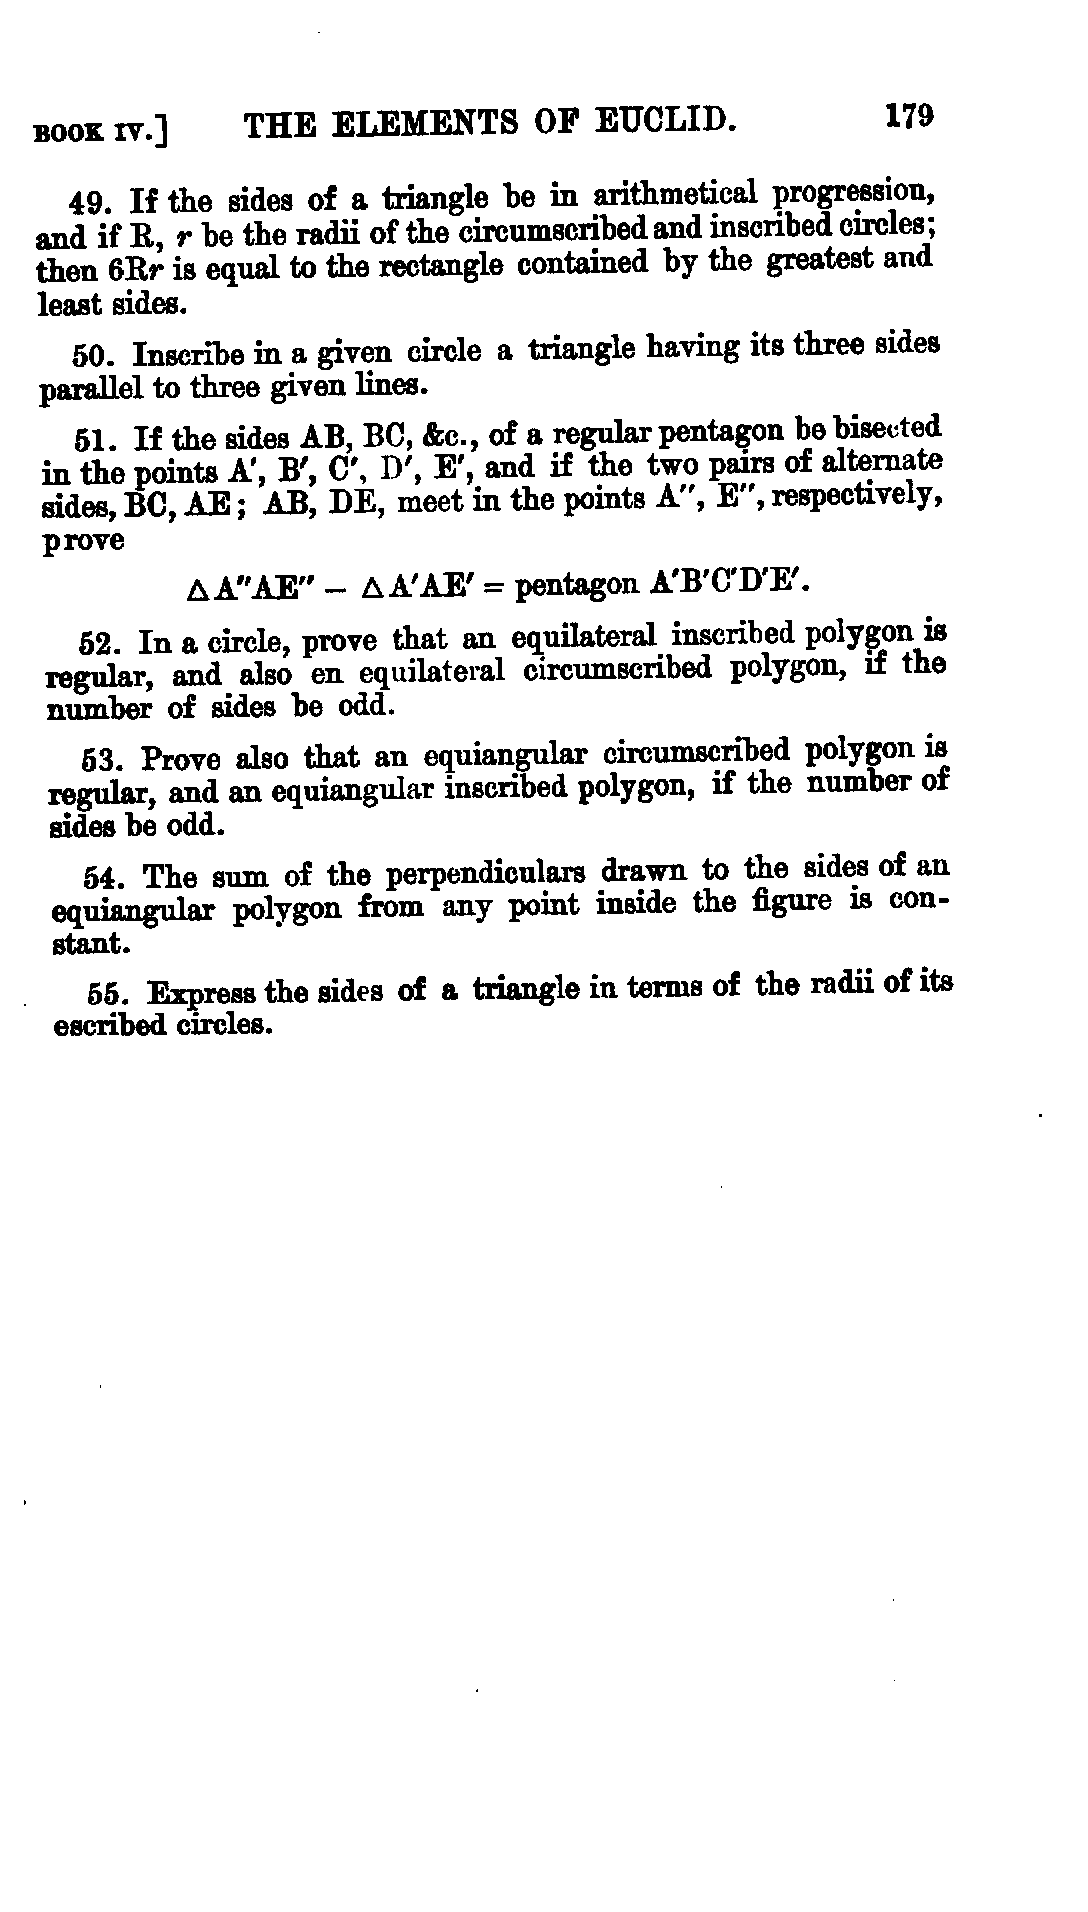 BOOK IV.] THE ELEMENTS OF EUCLID. 179
49. If the sides of a triangle be in arithmetical progression,
and if R, r be the radii of the circumscribed and inscribed circles;
then 6Rr is equal to the rectangle contained by the greatest and
least sides.
50. Inscribe in a given circle a triangle having its three sides
parallel to three given lines.
51. If the sides AB, BC, &c., of a regular pentagon be bisected
in the points A′, B′, C′, D′, E′, and if the two pairs of alternate
sides, BC, AE; AB, DE, meet in the points A″, E″, respectively,
prove
△ A″AE″ – △ A′AE′ = pentagon A′B′C′D′E′.
52. In a circle, prove that an equilateral inscribed polygon is
regular, and also en equilateral circumscribed polygon, if the
number of sides be odd.
53. Prove also that an equiangular circumscribed polygon is
regular, and an equiangular inscribed polygon, if the number of
sides be odd.
54. The sum of the perpendiculars drawn to the sides of an
equiangular polygon from any point inside the figure is con-
stant.
55. Express the sides of a triangle in terms of the radii of its
escribed circles.